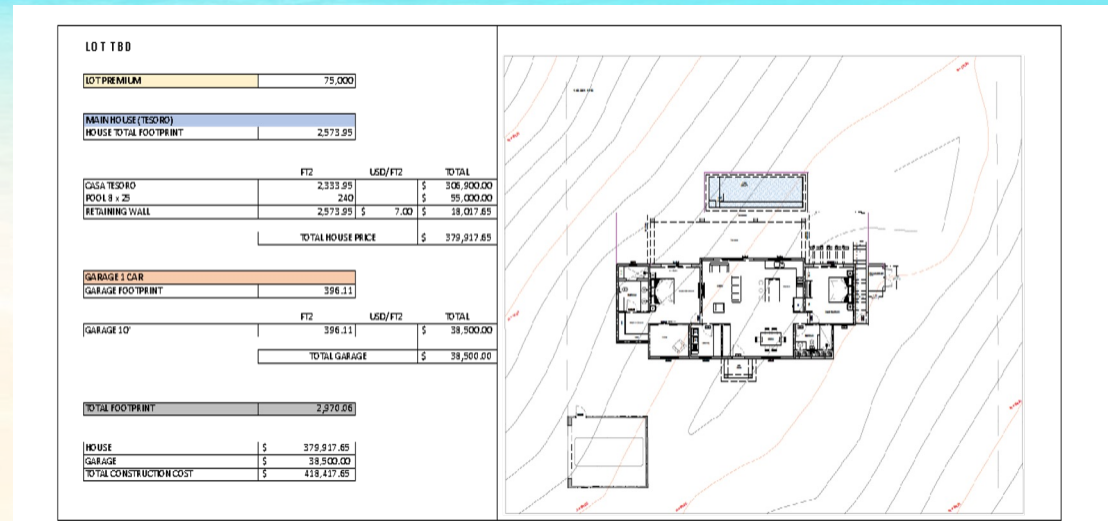 LOT TBD
LOT PREMIUM 75,000
MAIN HOUSE (TESORO)
HOUSE TOTAL FOOTPRINT 2,573.95
FT2 USD/FT2 TOTAL
CASA TESORO 2,333.95 $ 306,900.00
POOL 8 x 25 240 $ 55,000.00
RETAINING WALL 2,573.95 $ 7.00 $ 18,017.65
TOTAL HOUSE PRICE $ 379,917.65
GARAGE 1 CAR
GARAGE FOOTPRINT 396.11
FT2 USD/FT2 TOTAL
GARAGE 10' 396.11 $ 38,500.00
TOTAL GARAGE $ 38,500.00
TOTAL FOOTPRINT 2,970.06
HOUSE $ 379,917.65
GARAGE $ 38,500.00
TOTAL CONSTRUCTION COST $ 418,417.65